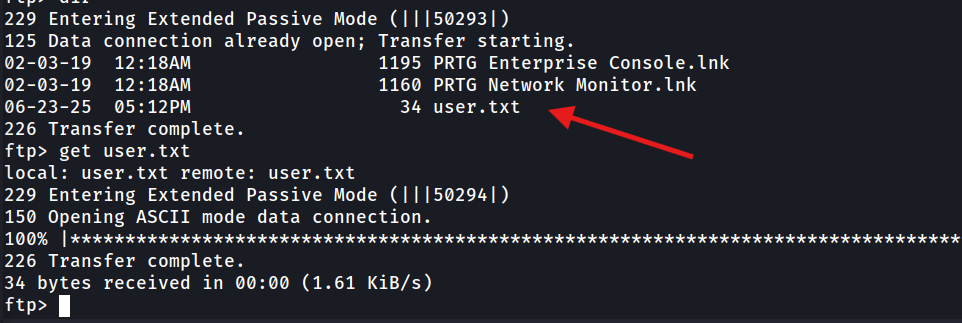 ftp> dir
229 Entering Extended Passive Mode (|||50293|)
125 Data connection already open; Transfer starting.
02-03-19  12:18AM                 1195 PRTG Enterprise Console.lnk
02-03-19  12:18AM                 1160 PRTG Network Monitor.lnk
06-23-25  05:12PM                   34 user.txt
226 Transfer complete.
ftp> get user.txt
local: user.txt remote: user.txt
229 Entering Extended Passive Mode (|||50294|)
150 Opening ASCII mode data connection.
100% |*********************************************************************************
226 Transfer complete.
34 bytes received in 00:00 (1.61 KiB/s)
ftp>